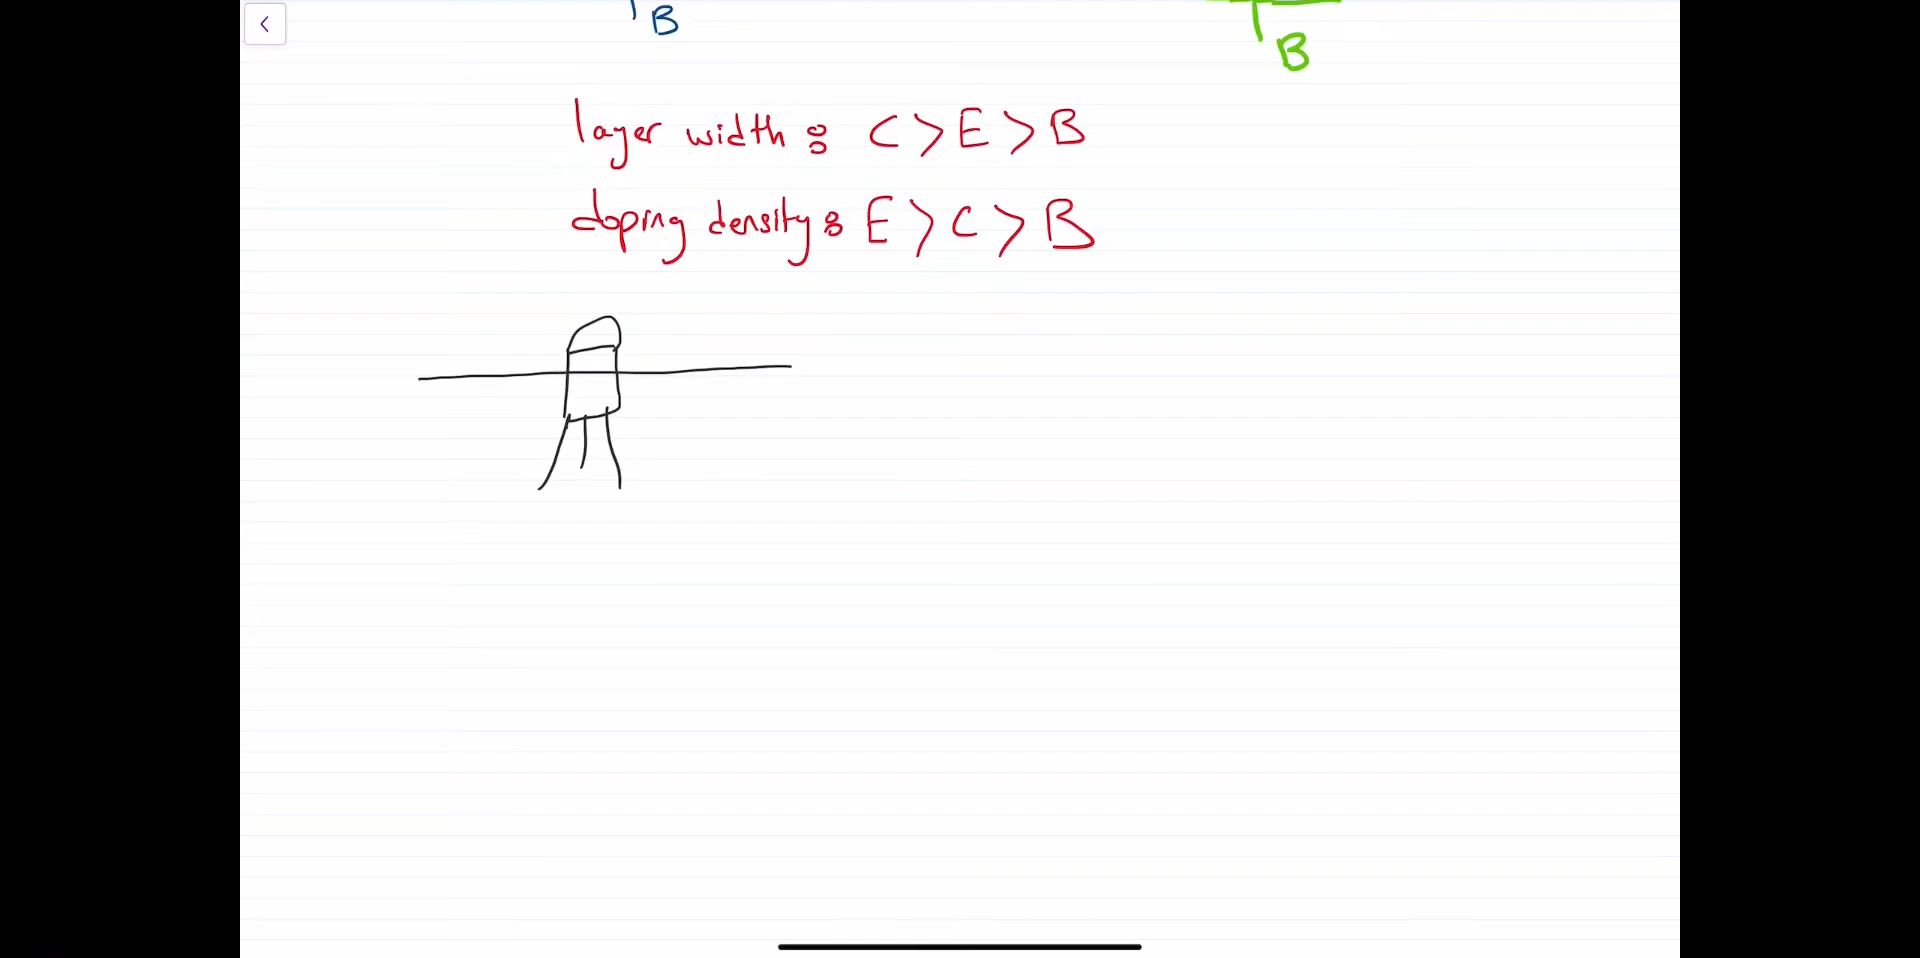 B
B
layer width : C > E > B
doping density : E > C > B